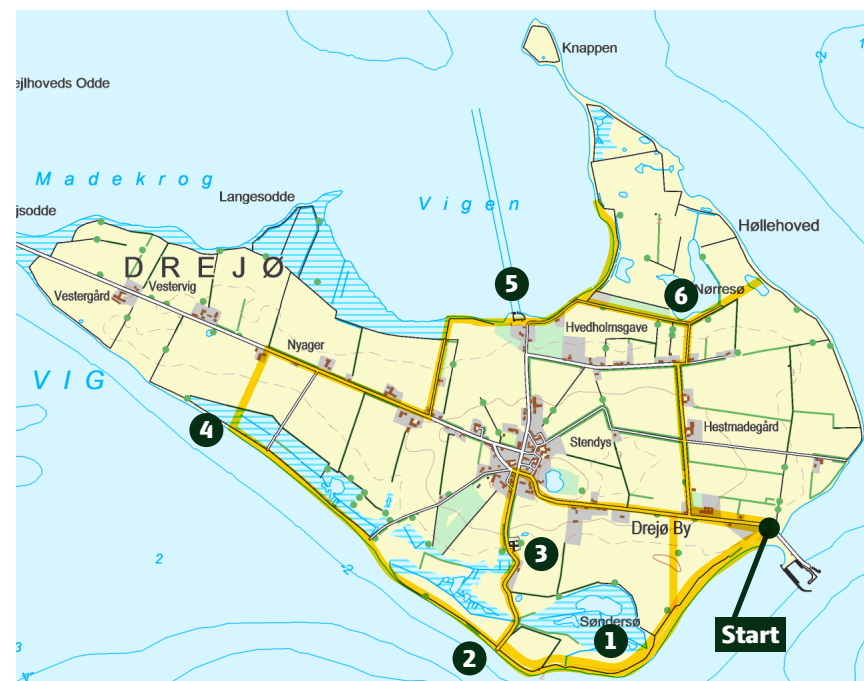 Knappen
-2
ejlhoveds Odde
Madekrog
Langesodde
jsodde
Vigen
Høllehoved
DREJØ
5
6
Nørresø
Vestergård
Vestervig
Hvedholmsgave
Nyager
VIG
4
Stendys
Hestmadegård
Drejø By
3
2
-2
Søndersø
1
Start
2
3